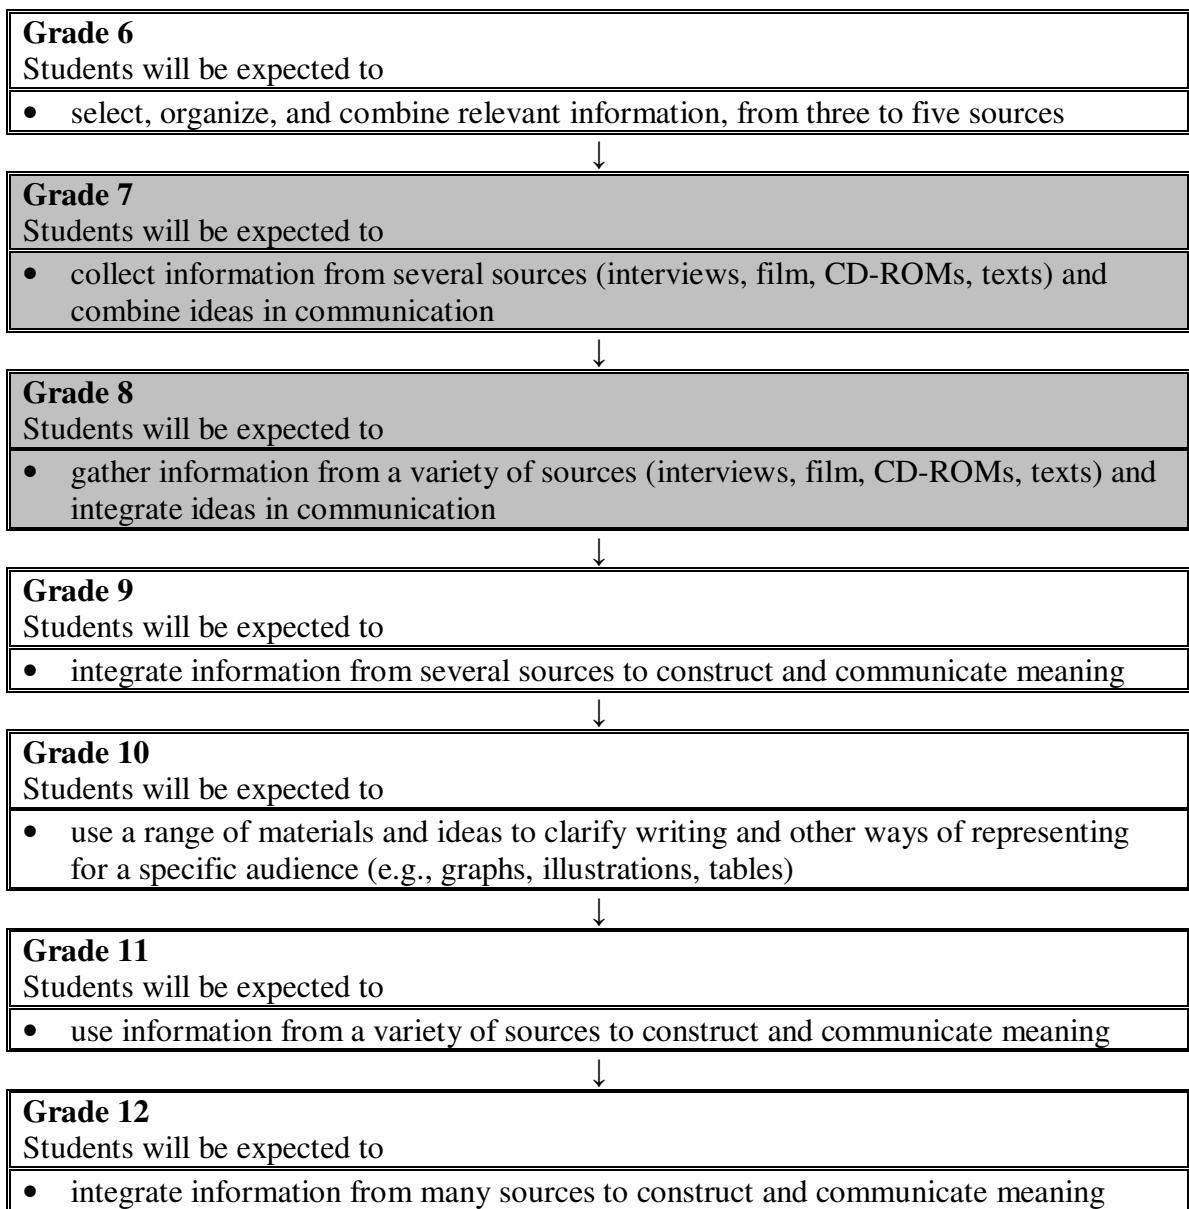 Grade 6
Students will be expected to
• select, organize, and combine relevant information, from three to five sources
↓
Grade 7
Students will be expected to
• collect information from several sources (interviews, film, CD-ROMs, texts) and
combine ideas in communication
↓
Grade 8
Students will be expected to
• gather information from a variety of sources (interviews, film, CD-ROMs, texts) and
integrate ideas in communication
↓
Grade 9
Students will be expected to
• integrate information from several sources to construct and communicate meaning
↓
Grade 10
Students will be expected to
• use a range of materials and ideas to clarify writing and other ways of representing
for a specific audience (e.g., graphs, illustrations, tables)
↓
Grade 11
Students will be expected to
• use information from a variety of sources to construct and communicate meaning
↓
Grade 12
Students will be expected to
• integrate information from many sources to construct and communicate meaning